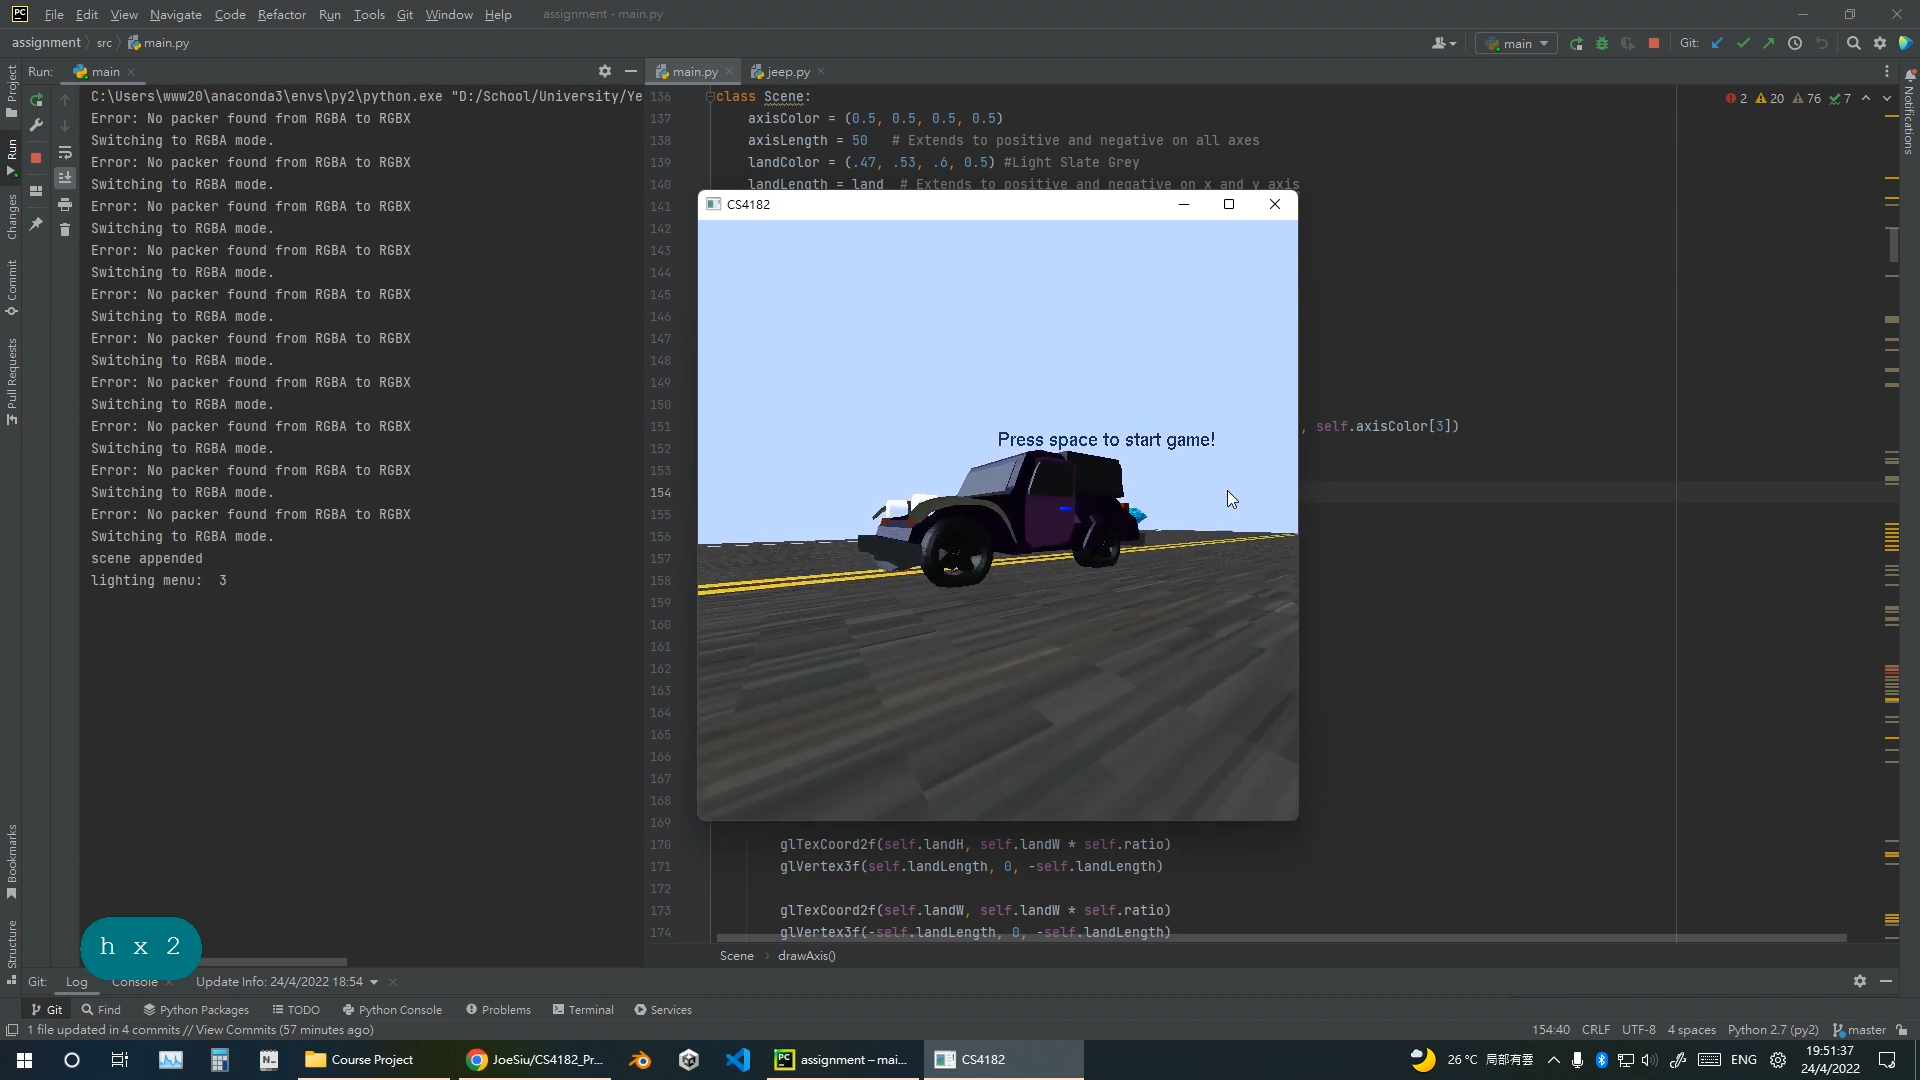 File Edit View Navigate Code Refactor Run Tools Git Window Help assignment - main.py
assignment src main.py main Git:
Run: main main.py jeep.py
C:\Users\www20\anaconda3\envs\py2\python.exe "D:/School/University/Ye
Error: No packer found from RGBA to RGBX
Switching to RGBA mode.
Error: No packer found from RGBA to RGBX
Switching to RGBA mode.
Error: No packer found from RGBA to RGBX
Switching to RGBA mode.
Error: No packer found from RGBA to RGBX
Switching to RGBA mode.
Error: No packer found from RGBA to RGBX
Switching to RGBA mode.
Error: No packer found from RGBA to RGBX
Switching to RGBA mode.
Error: No packer found from RGBA to RGBX
Switching to RGBA mode.
Error: No packer found from RGBA to RGBX
Switching to RGBA mode.
Error: No packer found from RGBA to RGBX
Switching to RGBA mode.
Error: No packer found from RGBA to RGBX
Switching to RGBA mode.
scene appended
lighting menu:  3
136 class Scene:
137 axisColor = (0.5, 0.5, 0.5, 0.5)
138 axisLength = 50   # Extends to positive and negative on all axes
139 landColor = (.47, .53, .6, 0.5) #Light Slate Grey
140 landLength = land  # Extends to positive and negative on x and y axis
141
142
143
144
145
146
147
148
149
150
151 , self.axisColor[3])
152
153
154
155
156
157
158
159
160
161
162
163
164
165
166
167
168
169
170 glTexCoord2f(self.landH, self.landW * self.ratio)
171 glVertex3f(self.landLength, 0, -self.landLength)
172
173 glTexCoord2f(self.landW, self.landW * self.ratio)
174 glVertex3f(-self.landLength, 0, -self.landLength)
2 20 76 7
CS4182
Press space to start game!
Project
Run
Changes
Commit
Pull Requests
Bookmarks
Structure
Notifications
h x 2
Scene drawAxis()
Git: Log Console Update Info: 24/4/2022 18:54
Git Find Python Packages TODO Python Console Problems Terminal Services
1 file updated in 4 commits // View Commits (57 minutes ago) 154:40 CRLF UTF-8 4 spaces Python 2.7 (py2) master
Course Project JoeSiu/CS4182_Pr... assignment – mai... CS4182 26°C 局部有雲 ENG 19:51:37
24/4/2022